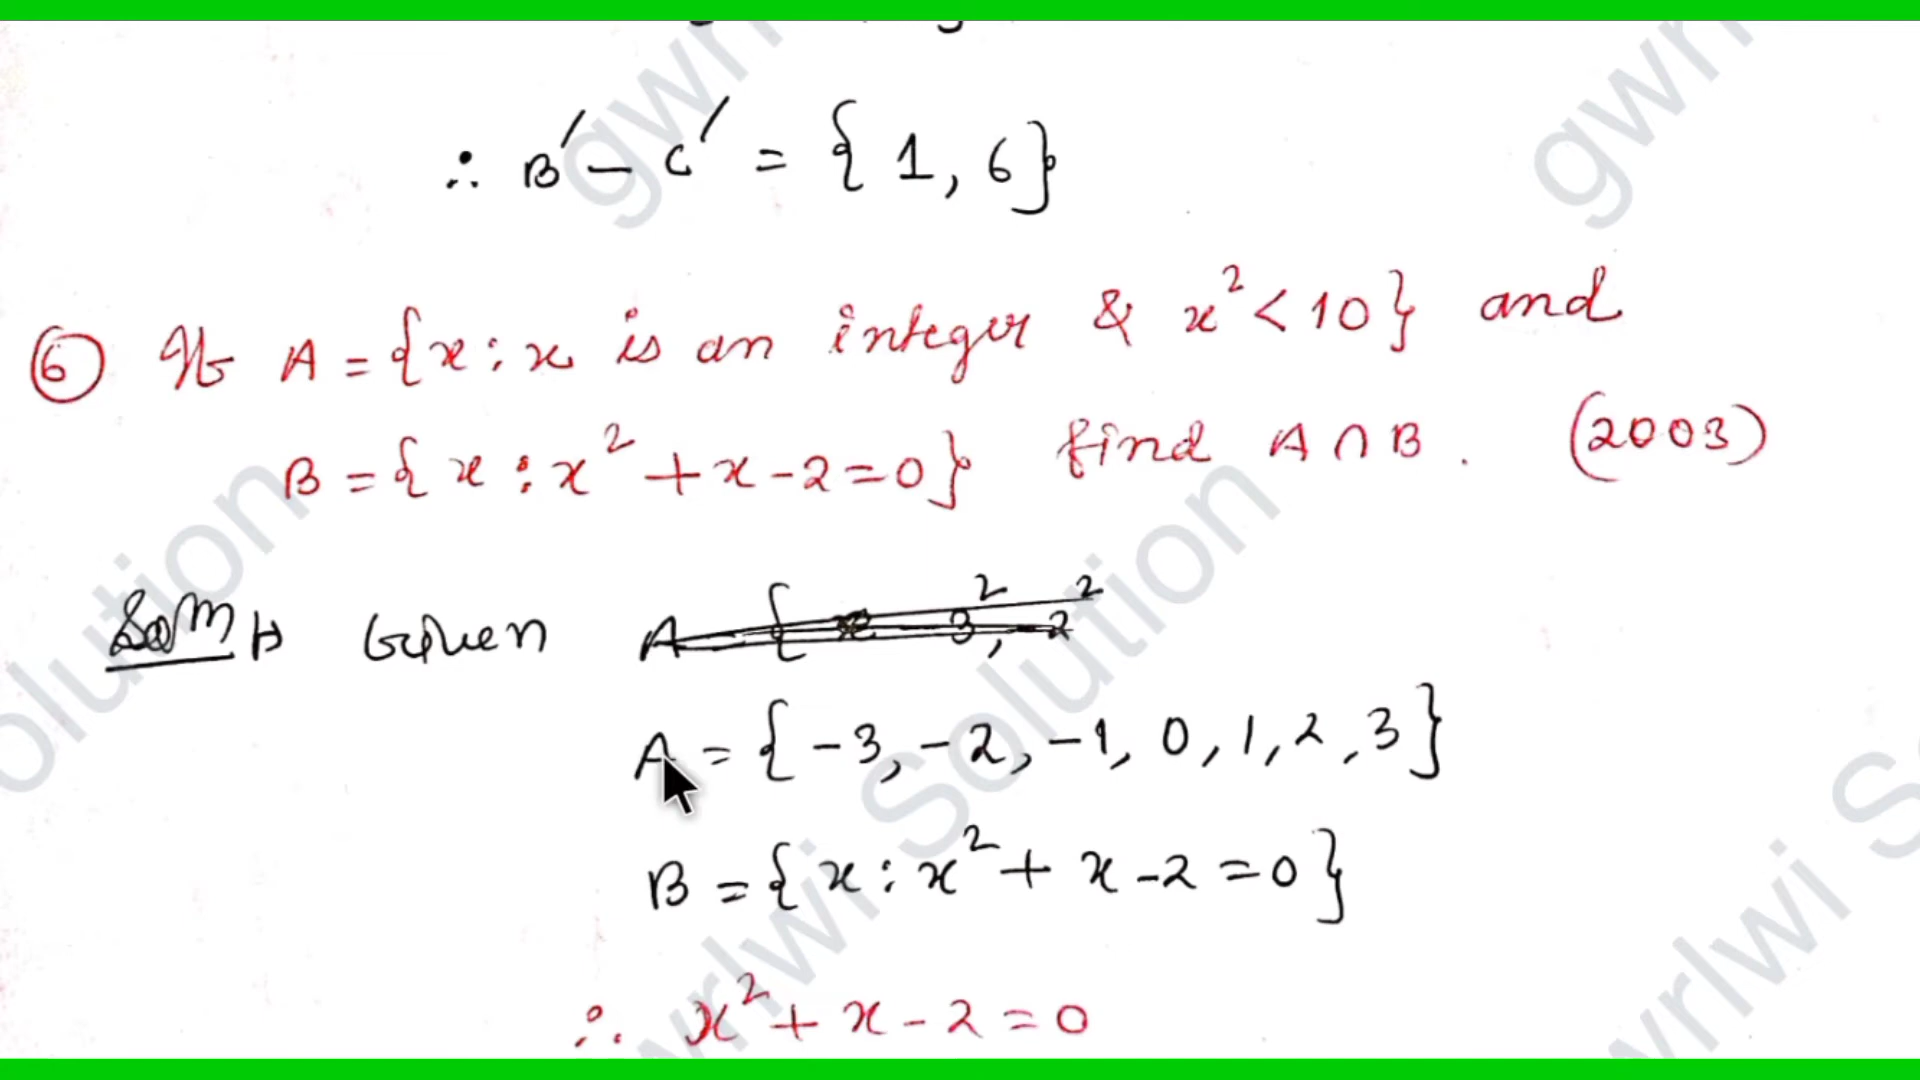 ∴ B′ − C′ = {1, 6}
⑥ If A = {x : x is an integer & x² < 10} and
B = {x : x² + x - 2 = 0} find A ∩ B. (2003)
Soln Given
A = {-3, -2, -1, 0, 1, 2, 3}
B = {x : x² + x - 2 = 0}
∴ x² + x - 2 = 0